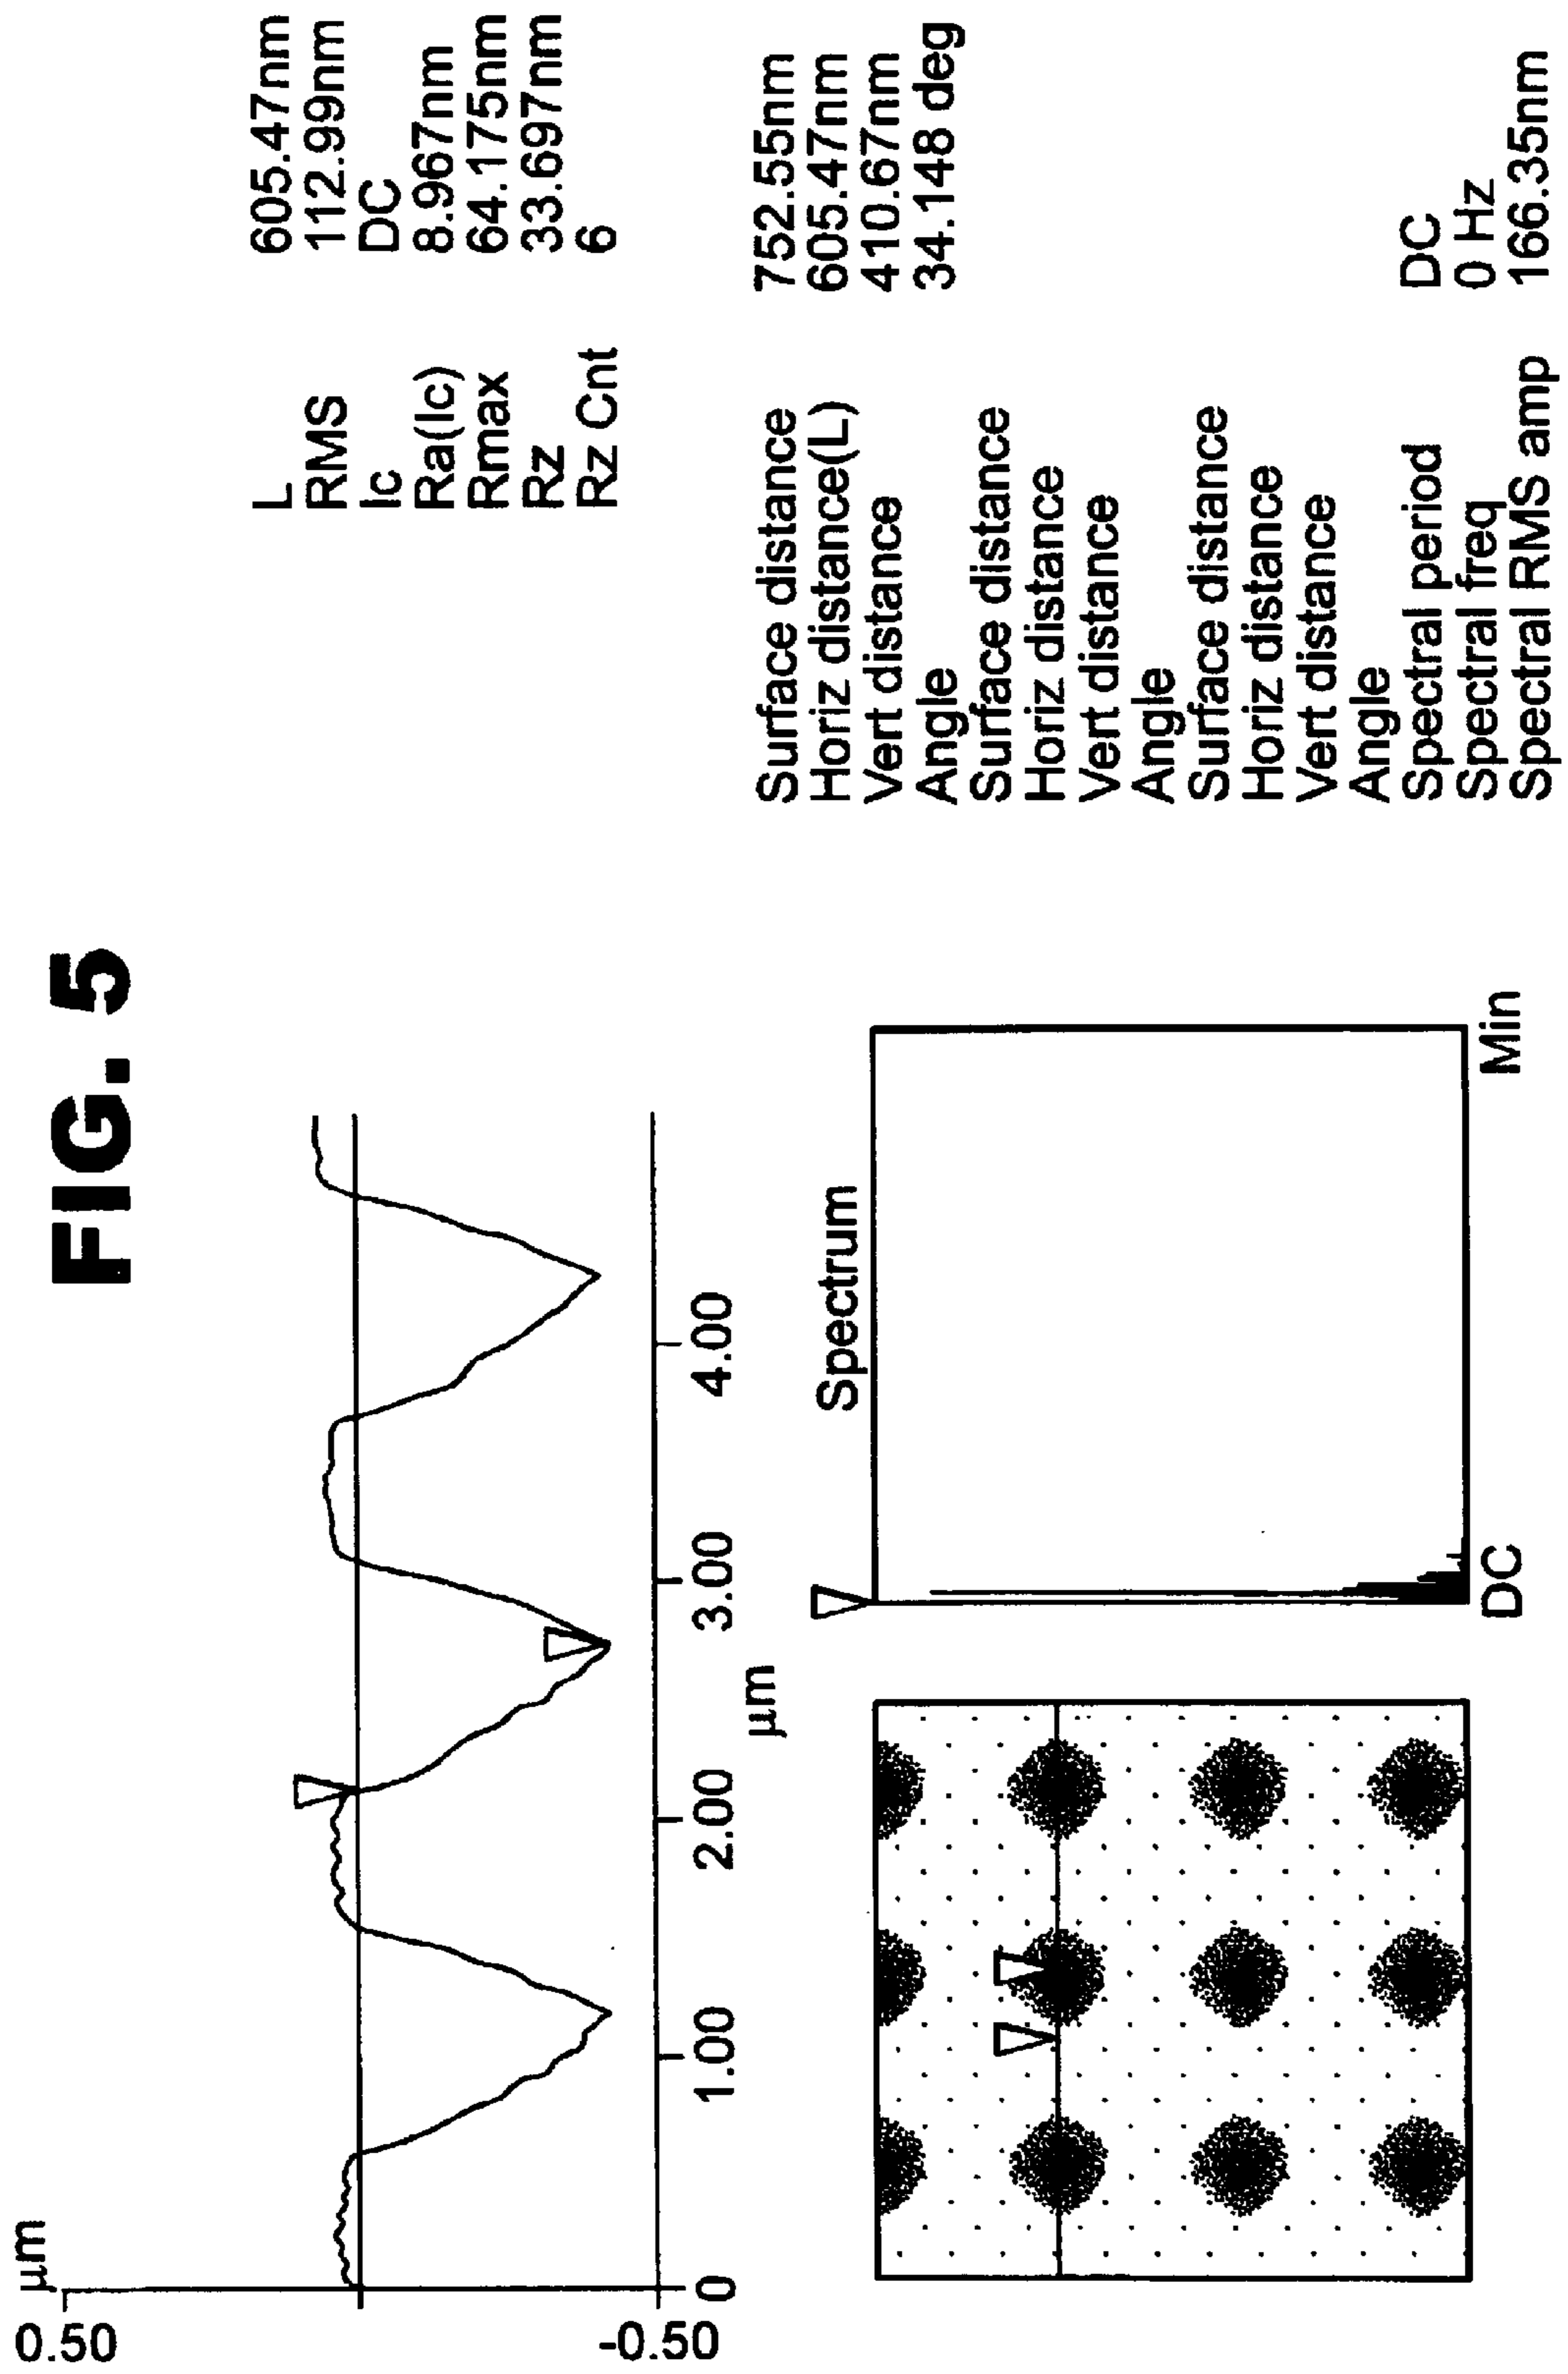 FIG. 5
µm
0.50
-0.50
0
1.00
2.00
3.00
4.00
µm
L 605.47nm
RMS 112.99nm
lc DC
Ra(lc) 8.967nm
Rmax 64.175nm
Rz 33.697nm
Rz Cnt 6
Spectrum
DC
Min
Surface distance 752.55nm
Horiz distance(L) 605.47nm
Vert distance 410.67nm
Angle 34.148 deg
Surface distance
Horiz distance
Vert distance
Angle
Surface distance
Horiz distance
Vert distance
Angle
Spectral period DC
Spectral freq 0 Hz
Spectral RMS amp 166.35nm